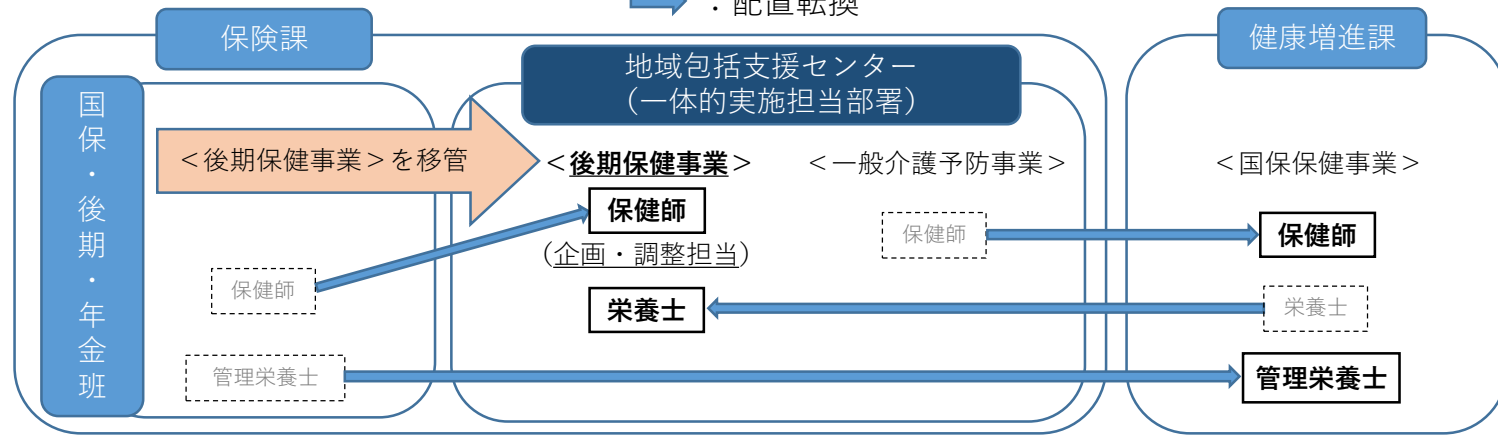 ：配置転換
保険課
健康増進課
地域包括支援センター
（一体的実施担当部署）
国保・後期・年金班
＜後期保健事業＞を移管
＜後期保健事業＞
＜一般介護予防事業＞
＜国保保健事業＞
保健師
（企画・調整担当）
保健師
保健師
保健師
栄養士
栄養士
管理栄養士
管理栄養士